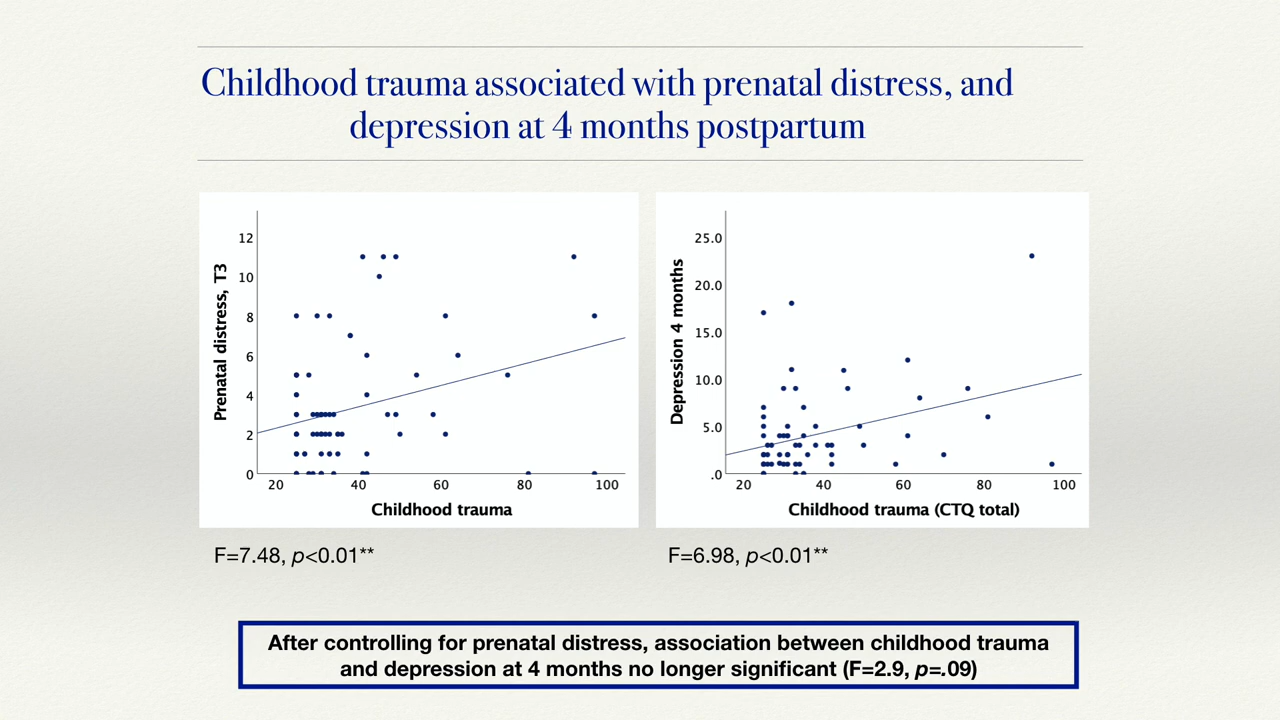 Childhood trauma associated with prenatal distress, and
depression at 4 months postpartum
Prenatal distress, T3
12
10
8
6
4
2
0
20 40 60 80 100
Childhood trauma
F=7.48, p<0.01**
Depression 4 months
25.0
20.0
15.0
10.0
5.0
.0
20 40 60 80 100
Childhood trauma (CTQ total)
F=6.98, p<0.01**
After controlling for prenatal distress, association between childhood trauma
and depression at 4 months no longer significant (F=2.9, p=.09)